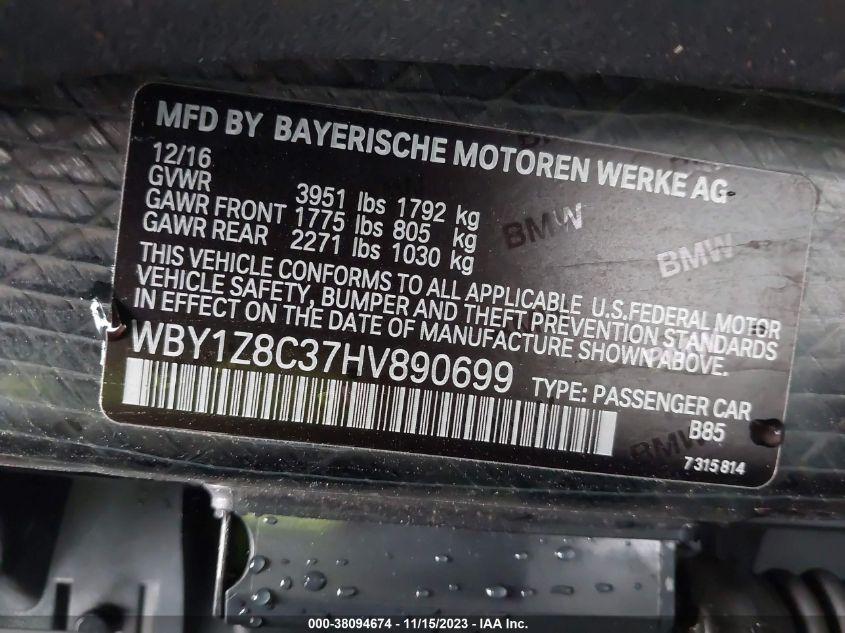 MFD BY BAYERISCHE MOTOREN WERKE AG
12/16
GVWR 3951 lbs 1792 kg
GAWR FRONT 1775 lbs 805 kg
GAWR REAR 2271 lbs 1030 kg
THIS VEHICLE CONFORMS TO ALL APPLICABLE U.S.FEDERAL MOTOR
VEHICLE SAFETY, BUMPER AND THEFT PREVENTION STANDARDS
IN EFFECT ON THE DATE OF MANUFACTURE SHOWN ABOVE.
WBY1Z8C37HV890699 TYPE: PASSENGER CAR
B85
7315814
BMW
BMW
BMW
000-38094674 - 11/15/2023 - IAA Inc.